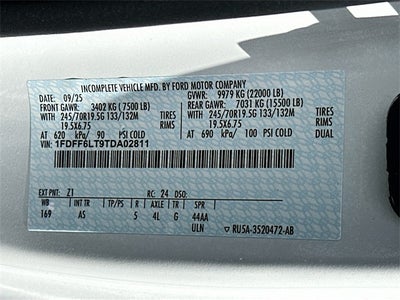 INCOMPLETE VEHICLE MFD. BY FORD MOTOR COMPANY
09/25 GVWR: 9979 KG (22000 LB)
FRONT GAWR: 3402 KG (7500 LB) REAR GAWR: 7031 KG (15500 LB)
245/70R19.5G 133/132M TIRES 245/70R19.5G 133/132M TIRES
19.5X6.75 RIMS 19.5X6.75 RIMS
AT 620 kPa/ 90 PSI COLD AT 690 kPa/ 100 PSI COLD DUAL
VIN: 1FDFF6LT9TDA02811
EXT PNT: Z1 RC: 24 DSO:
WB INT TR TP/PS R AXLE TR SPR
169 AS 5 4L G 44AA
ULN RU5A-3520472-AB